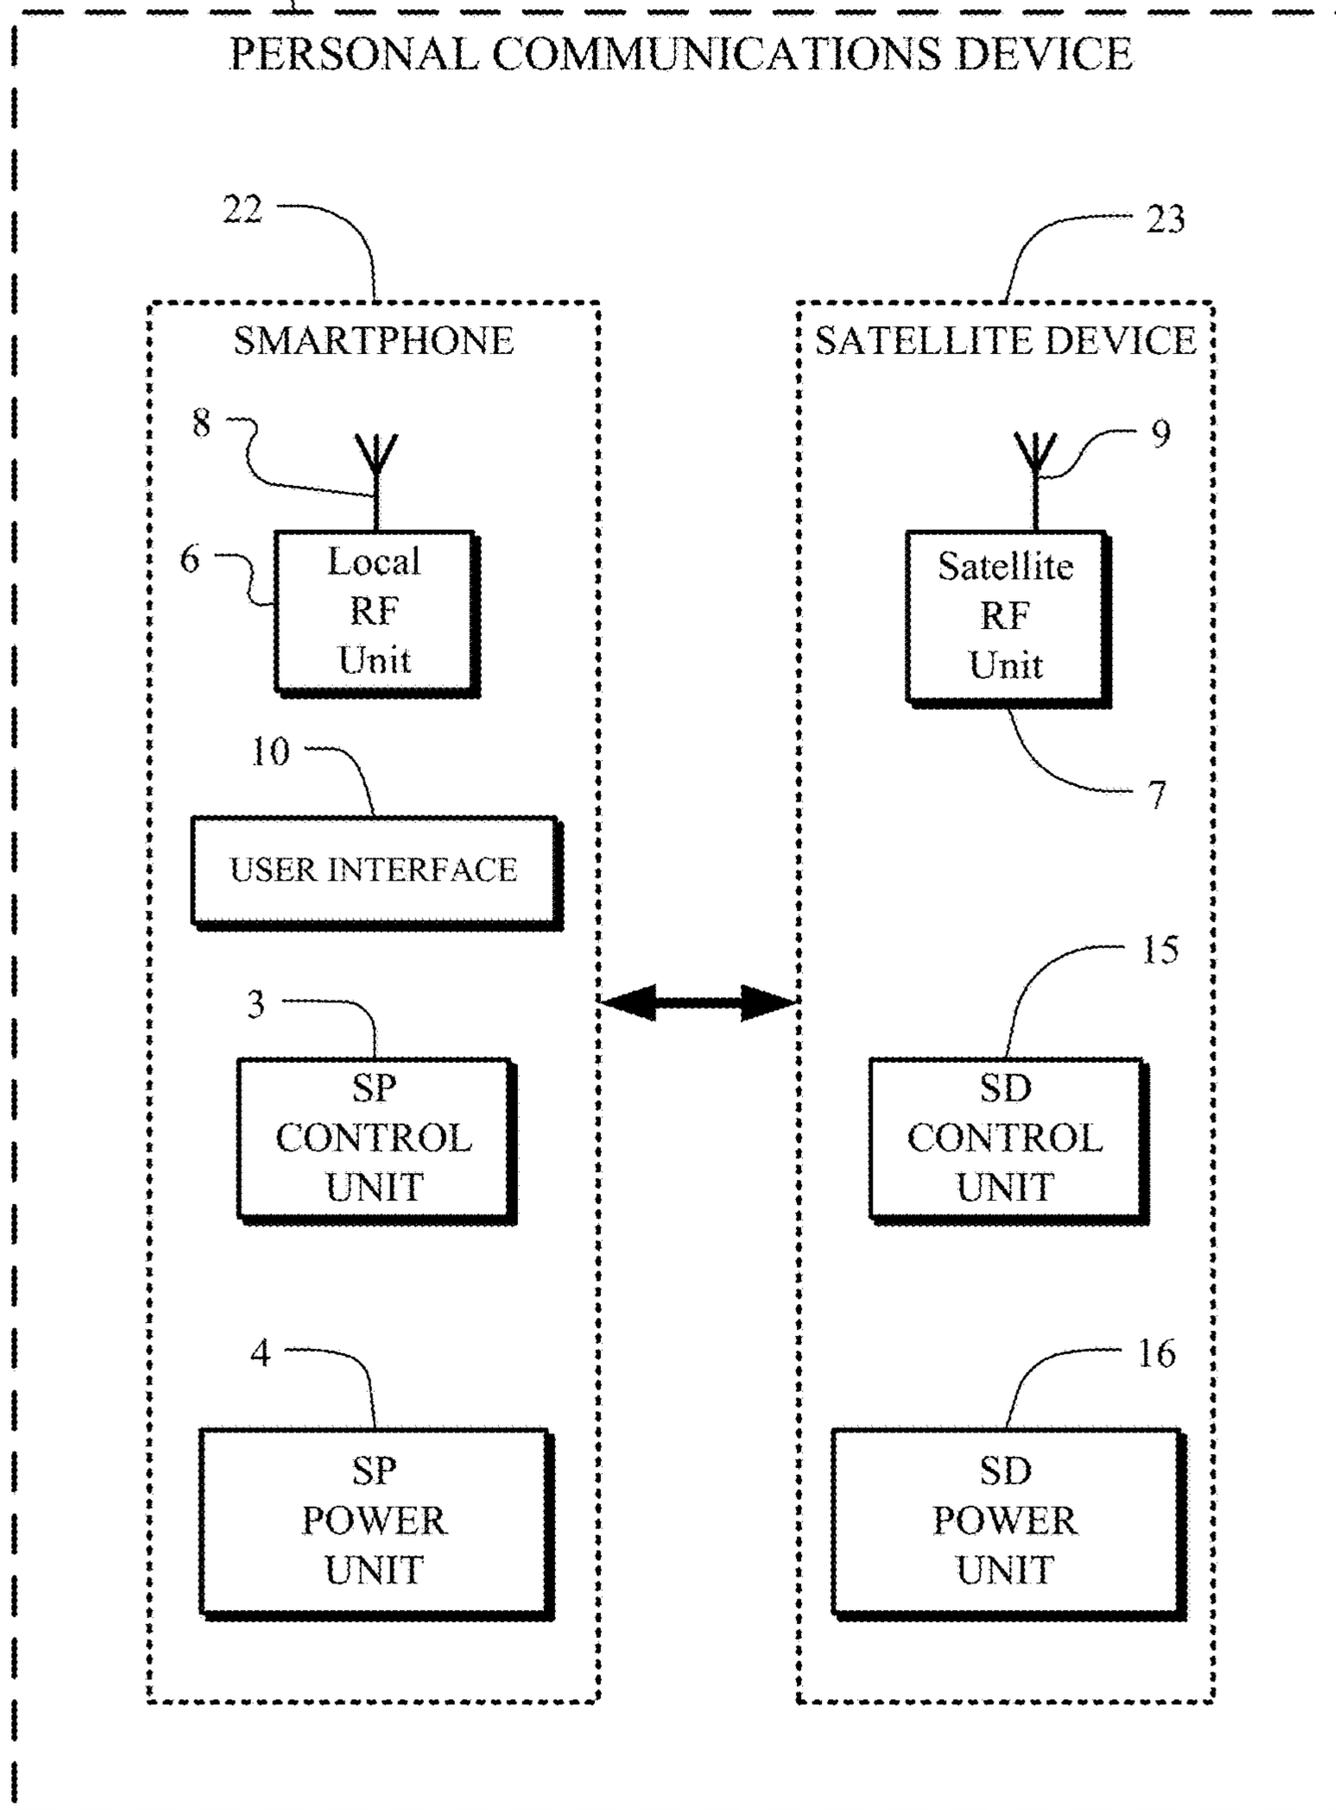 PERSONAL COMMUNICATIONS DEVICE
22
23
SMARTPHONE
SATELLITE DEVICE
8
9
6
Local
RF
Unit
Satellite
RF
Unit
10
7
USER INTERFACE
15
3
SP
CONTROL
UNIT
SD
CONTROL
UNIT
4
16
SP
POWER
UNIT
SD
POWER
UNIT